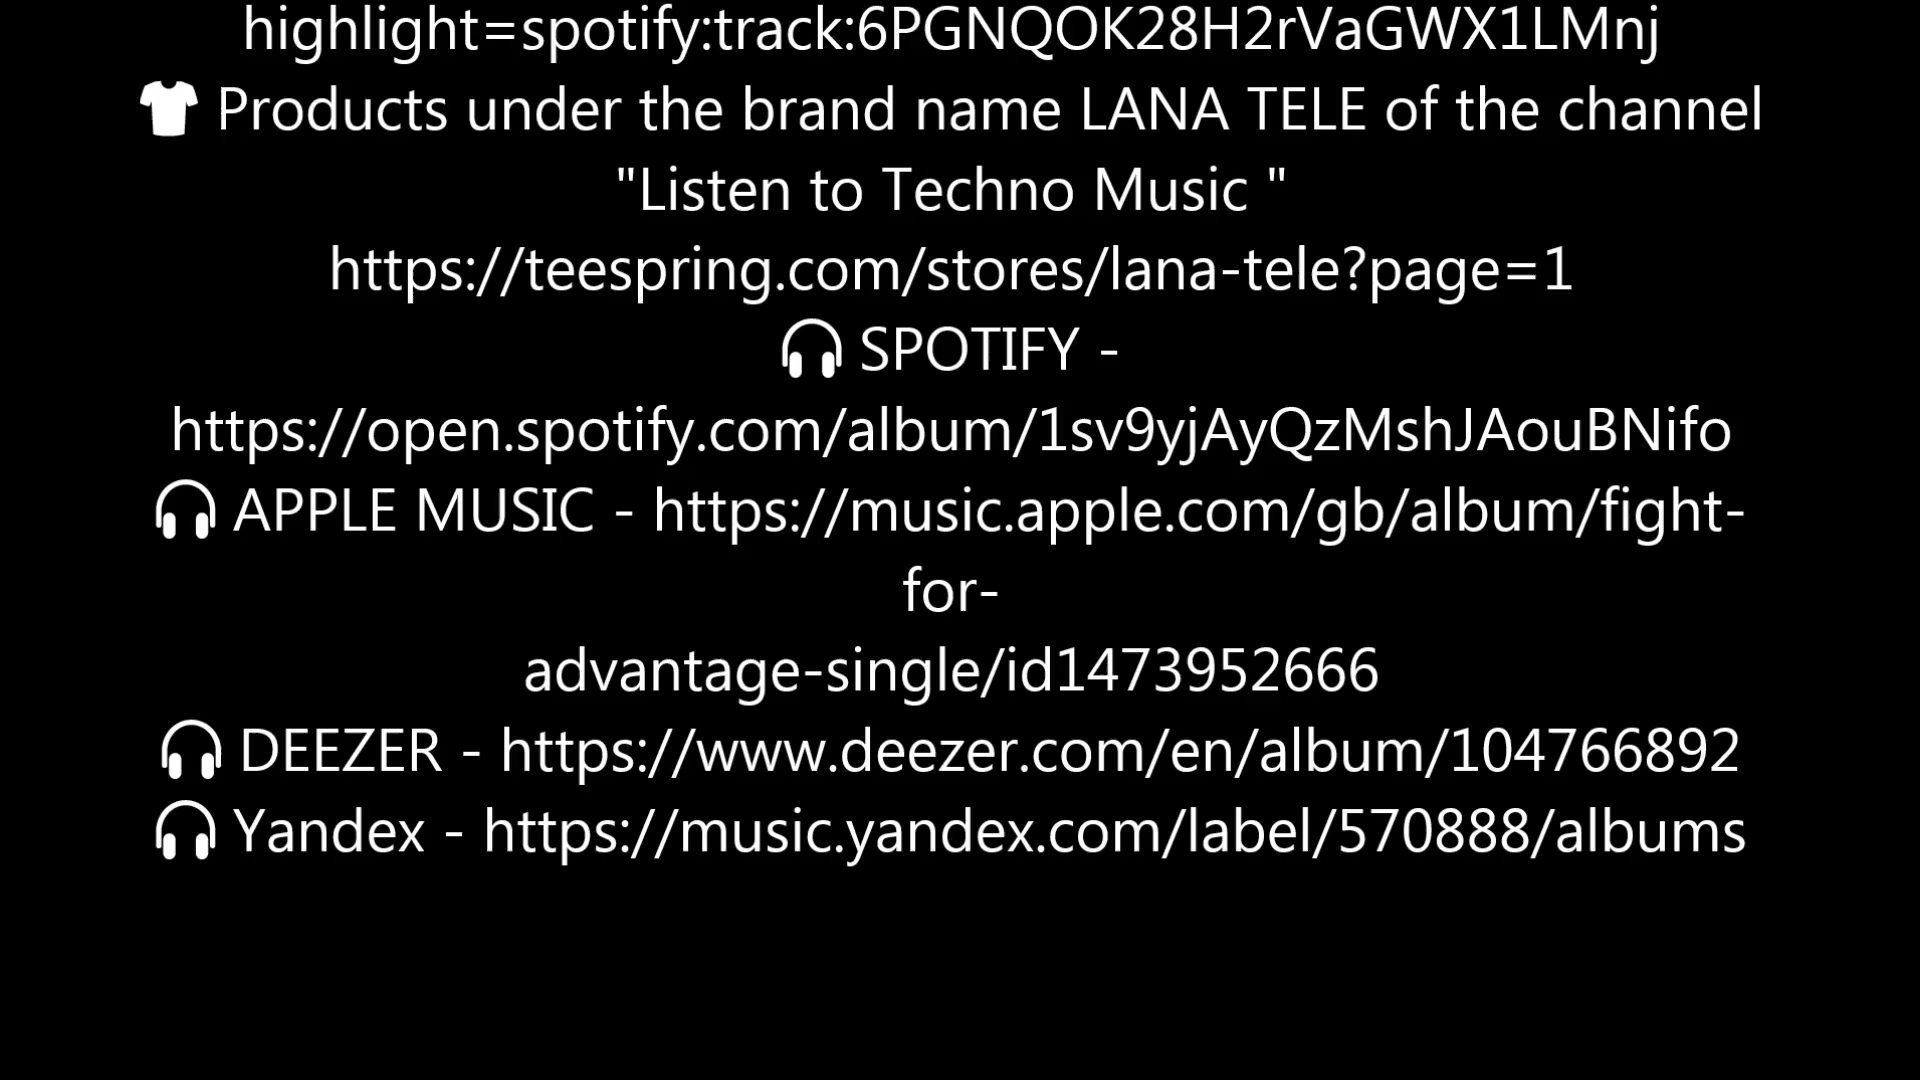 highlight=spotify:track:6PGNQOK28H2rVaGWX1LMnj
👕 Products under the brand name LANA TELE of the channel
"Listen to Techno Music "
https://teespring.com/stores/lana-tele?page=1
🎧 SPOTIFY -
https://open.spotify.com/album/1sv9yjAyQzMshJAouBNifo
🎧 APPLE MUSIC - https://music.apple.com/gb/album/fight-
for-
advantage-single/id1473952666
🎧 DEEZER - https://www.deezer.com/en/album/104766892
🎧 Yandex - https://music.yandex.com/label/570888/albums